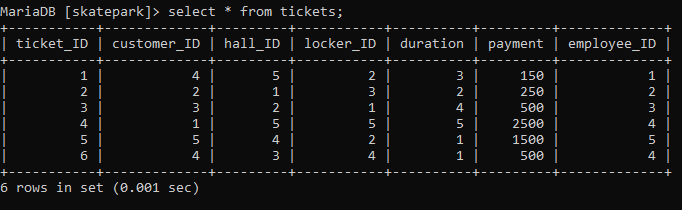 MariaDB [skatepark]> select * from tickets;
+-----------+-------------+---------+-----------+----------+---------+-------------+
| ticket_ID | customer_ID | hall_ID | locker_ID | duration | payment | employee_ID |
+-----------+-------------+---------+-----------+----------+---------+-------------+
|         1 |           4 |       5 |         2 |        3 |     150 |           1 |
|         2 |           2 |       1 |         3 |        2 |     250 |           2 |
|         3 |           3 |       2 |         1 |        4 |     500 |           3 |
|         4 |           1 |       5 |         5 |        5 |    2500 |           4 |
|         5 |           5 |       4 |         2 |        1 |    1500 |           5 |
|         6 |           4 |       3 |         4 |        1 |     500 |           4 |
+-----------+-------------+---------+-----------+----------+---------+-------------+
6 rows in set (0.001 sec)